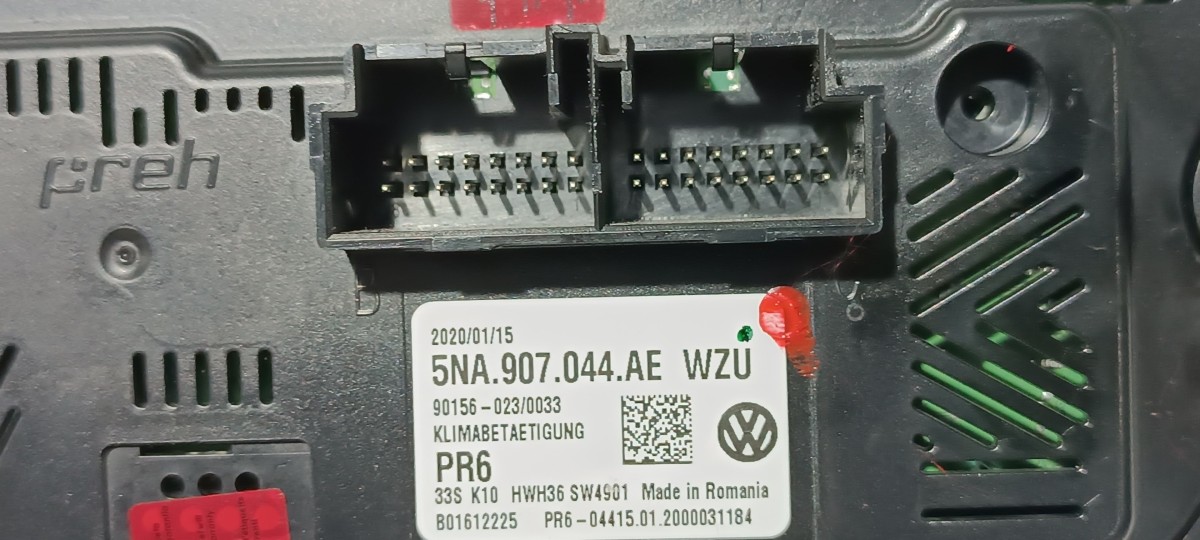 preh
2020/01/15
5NA.907.044.AE WZU
90156-023/0033
KLIMABETAETIGUNG
PR6
33S K10 HWH36 SW4901 Made in Romania
B01612225 PR6-04415.01.2000031184